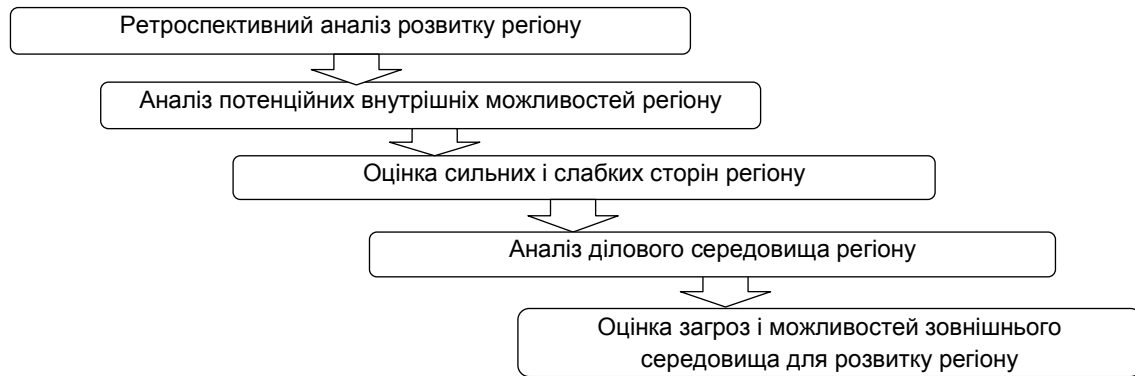 Ретроспективний аналіз розвитку регіону
Аналіз потенційних внутрішніх можливостей регіону
Оцінка сильних і слабких сторін регіону
Аналіз ділового середовища регіону
Оцінка загроз і можливостей зовнішнього
середовища для розвитку регіону